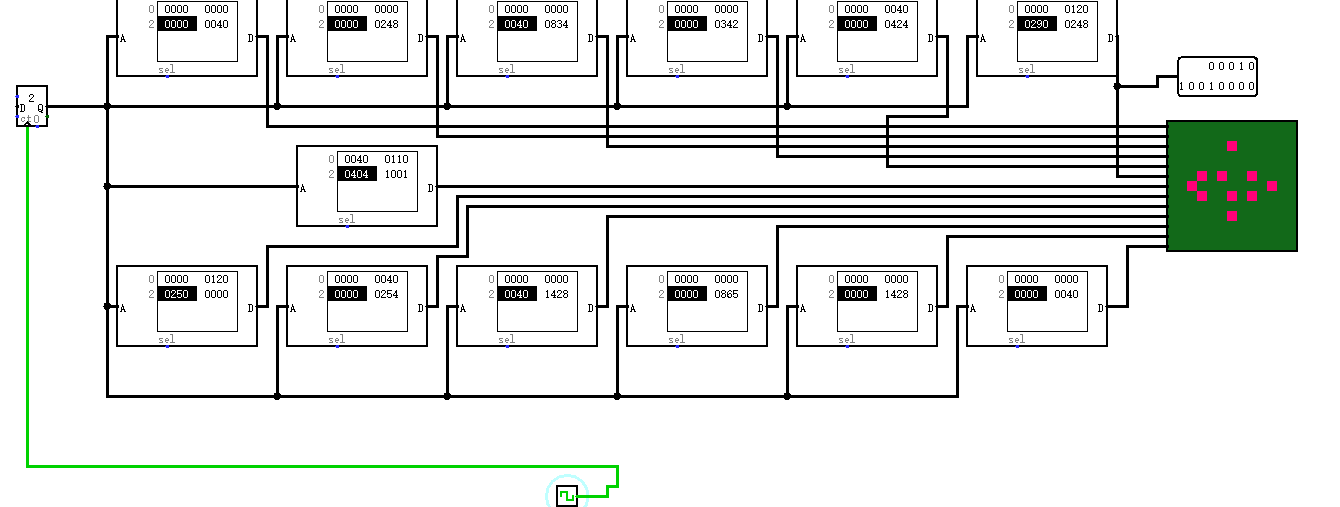 0 0000 0000 0 0000 0000 0 0000 0000 0 0000 0000 0 0000 0040 0 0000 0120
2 0000 0040 2 0000 0248 2 0040 0834 2 0000 0342 2 0000 0424 2 0290 0248
A D A D A D A D A D A D
sel sel sel sel sel sel
00010
10010000
2
D Q
ct0
0 0040 0110
2 0404 1001
A D
sel
0 0000 0120 0 0000 0040 0 0000 0000 0 0000 0000 0 0000 0000 0 0000 0000
2 0250 0000 2 0000 0254 2 0040 1428 2 0000 0865 2 0000 1428 2 0000 0040
A D A D A D A D A D A D
sel sel sel sel sel sel